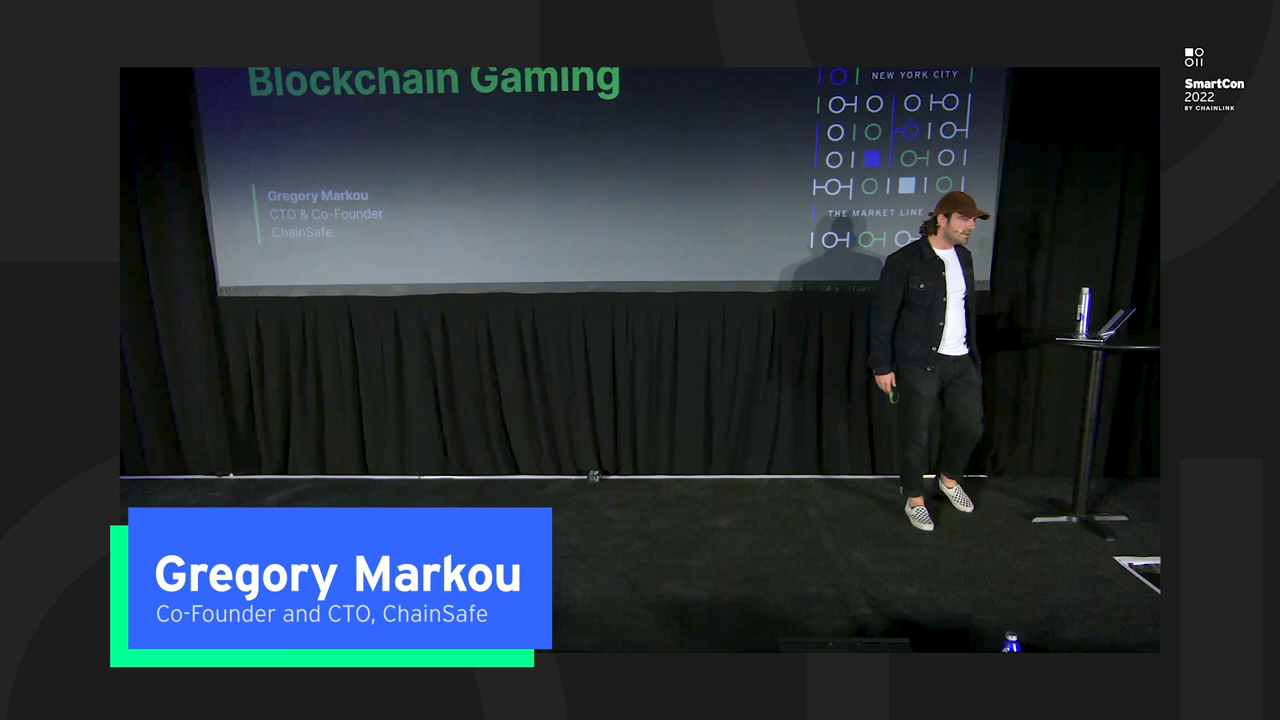 Blockchain Gaming
NEW YORK CITY
Gregory Markou
CTO & Co-Founder
ChainSafe
THE MARKET LINE
SmartCon
2022
BY CHAINLINK
Gregory Markou
Co-Founder and CTO, ChainSafe